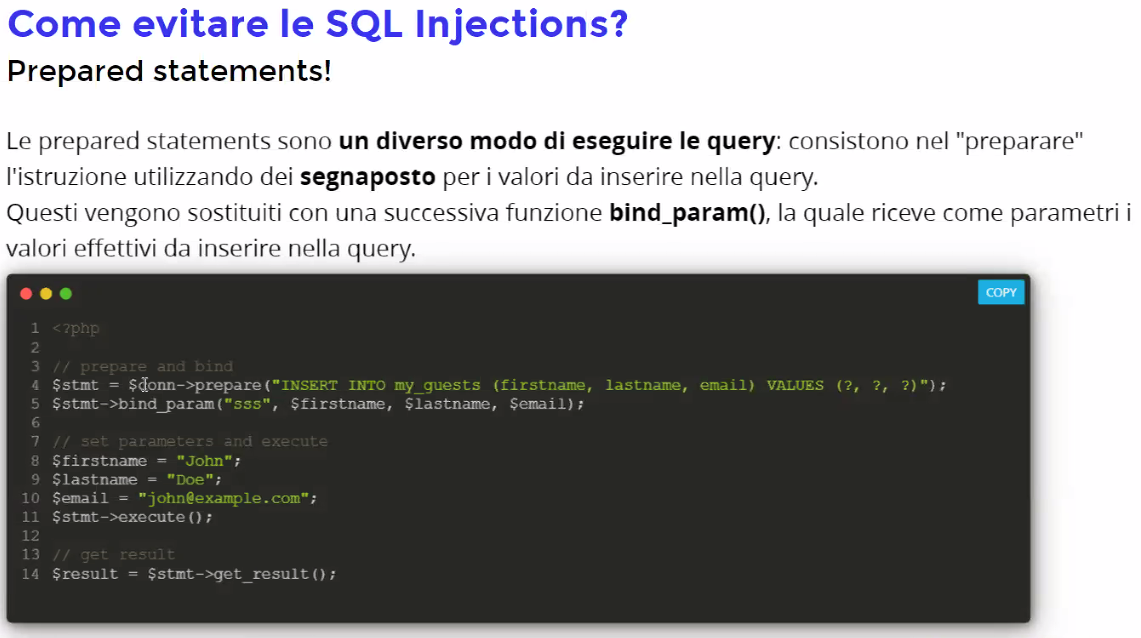 Come evitare le SQL Injections?
Prepared statements!
Le prepared statements sono un diverso modo di eseguire le query: consistono nel "preparare"
l'istruzione utilizzando dei segnaposto per i valori da inserire nella query.
Questi vengono sostituiti con una successiva funzione bind_param(), la quale riceve come parametri i
valori effettivi da inserire nella query.
COPY
1 <?php
2
3 // prepare and bind
4 $stmt = $conn->prepare("INSERT INTO my_guests (firstname, lastname, email) VALUES (?, ?, ?)");
5 $stmt->bind_param("sss", $firstname, $lastname, $email);
6
7 // set parameters and execute
8 $firstname = "John";
9 $lastname = "Doe";
10 $email = "john@example.com";
11 $stmt->execute();
12
13 // get result
14 $result = $stmt->get_result();